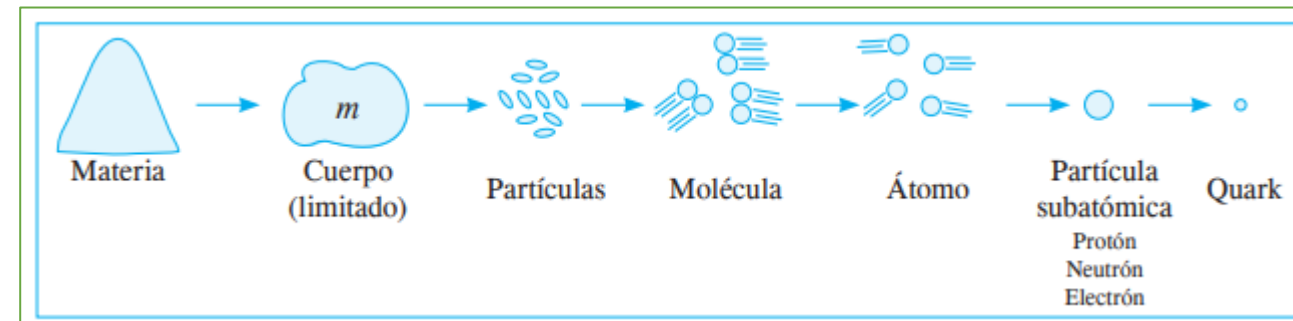 m
Materia
Cuerpo
(limitado)
Partículas
Molécula
Átomo
Partícula
subatómica
Protón
Neutrón
Electrón
Quark